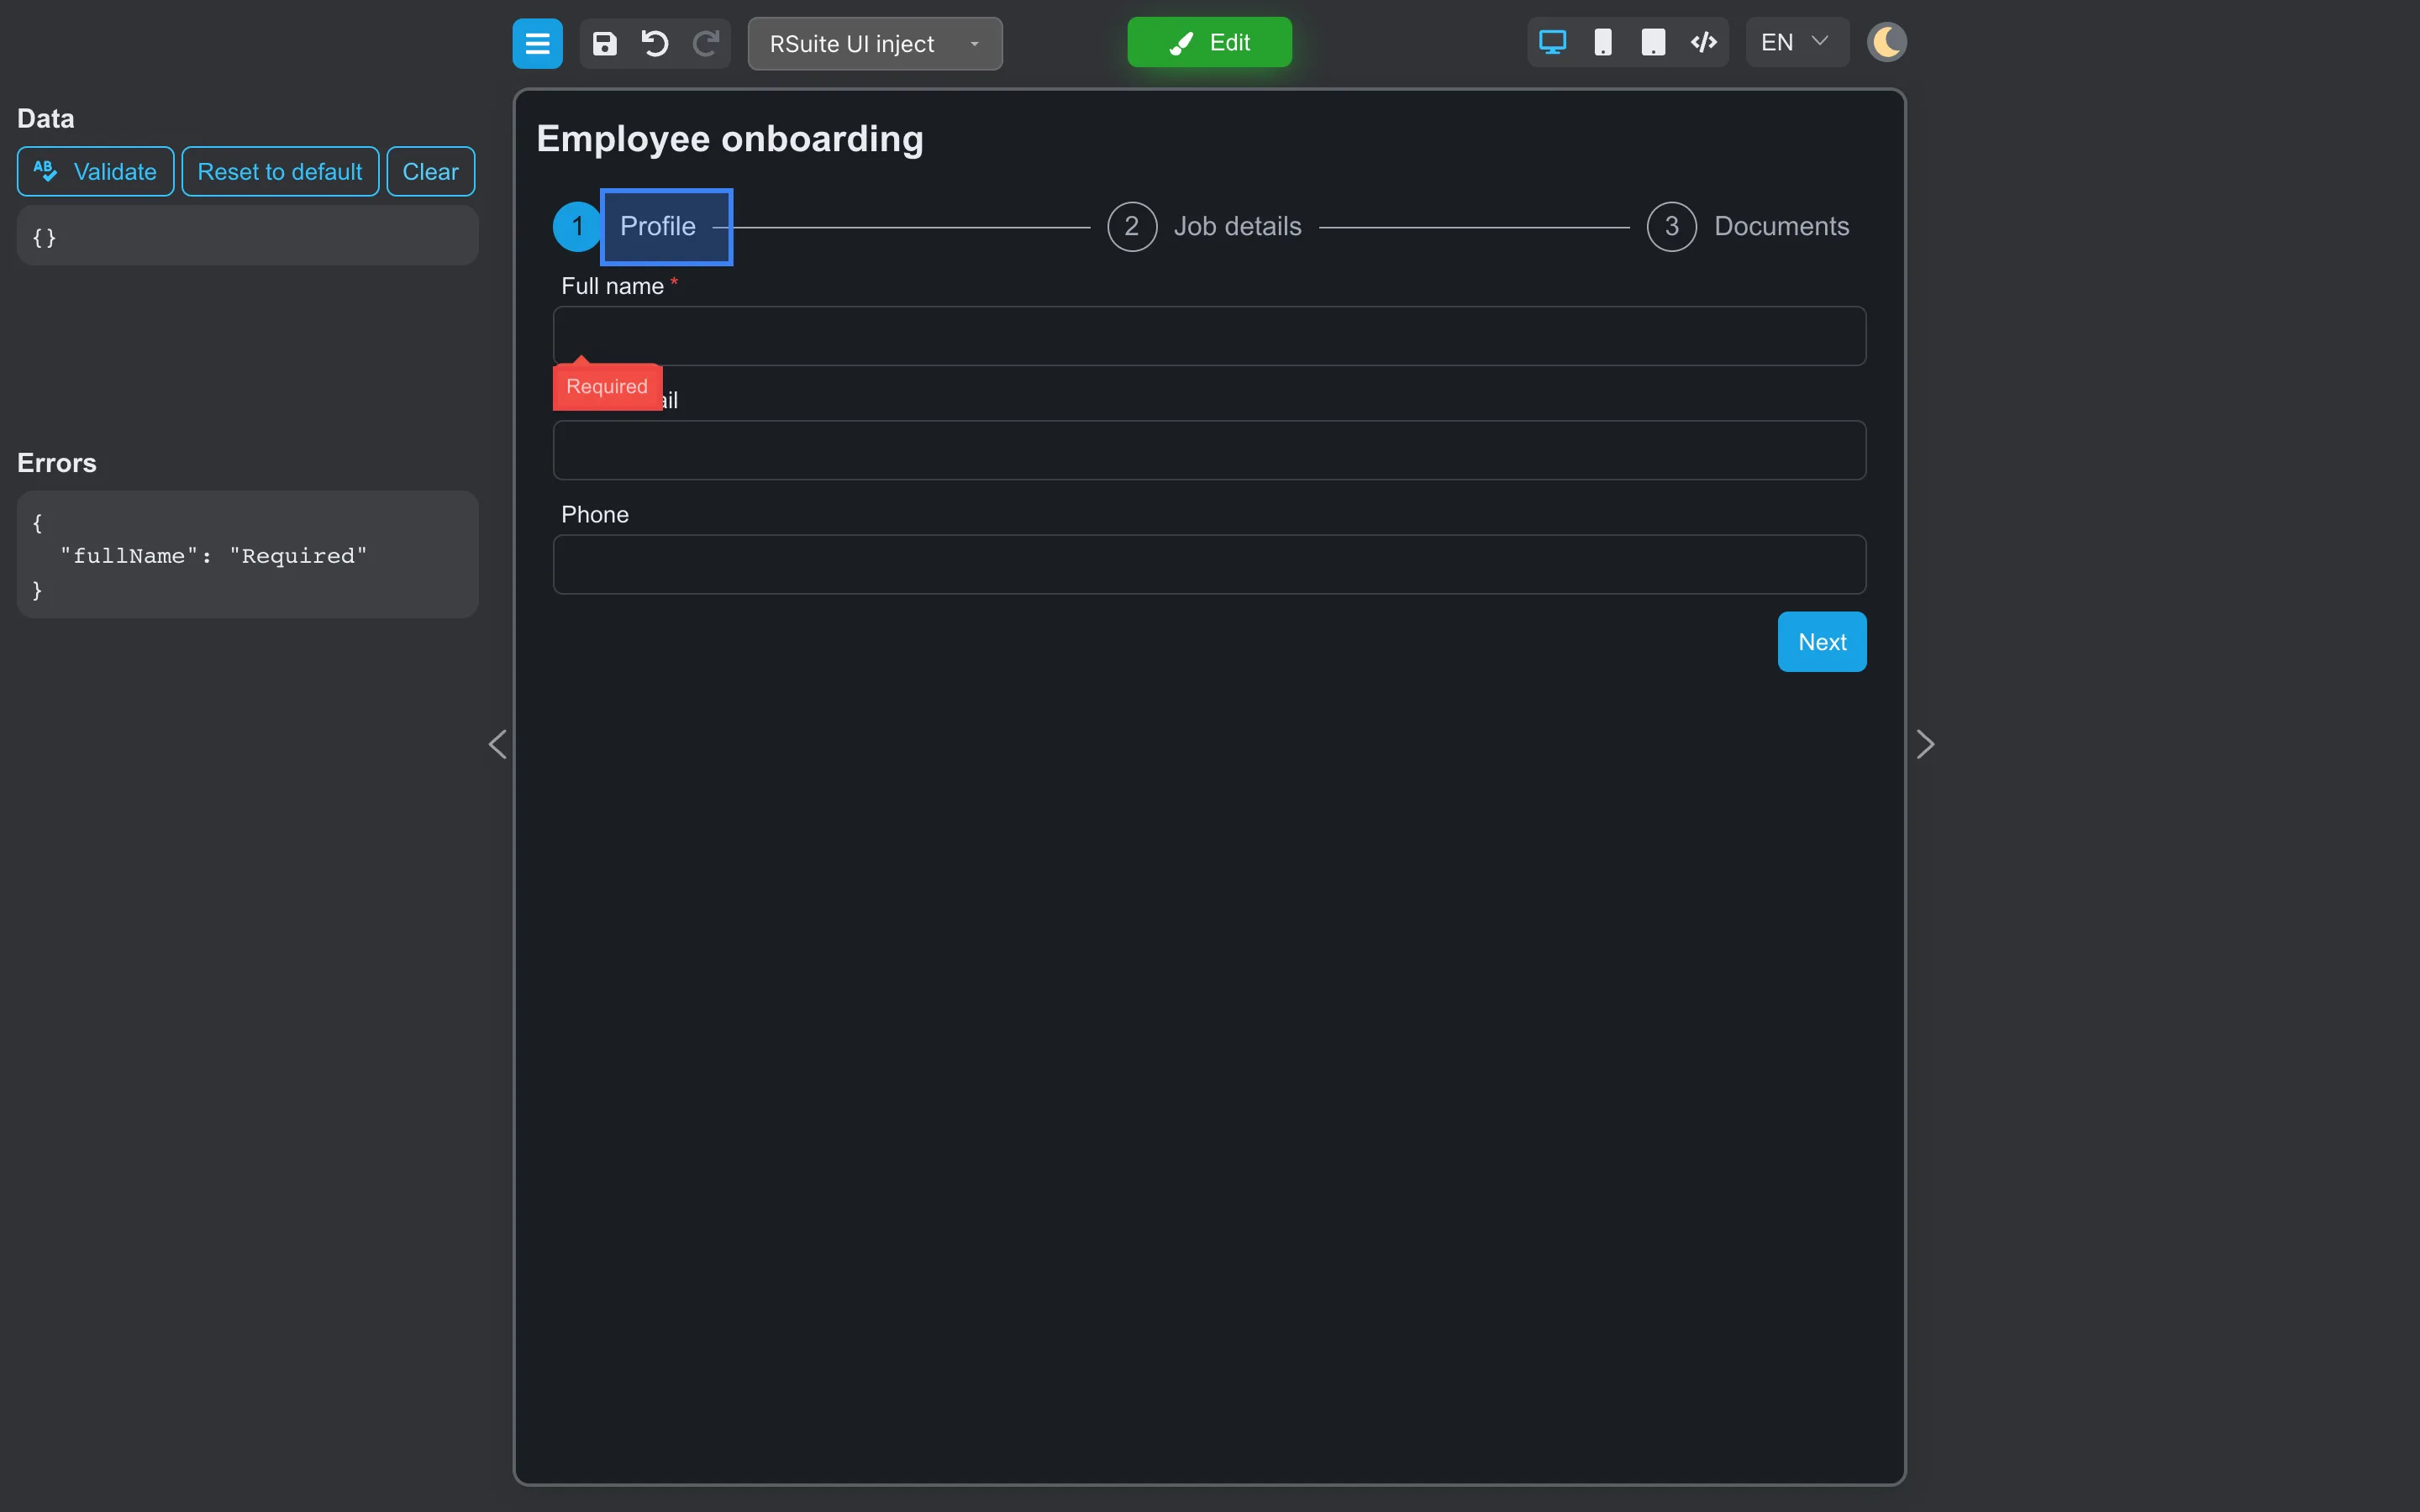 RSuite UI inject
Edit
EN
Data
AB Validate
Reset to default
Clear
{}
Errors
{
"fullName": "Required"
}
Employee onboarding
1 Profile
2 Job details
3 Documents
Full name *
Required
ail
Phone
Next